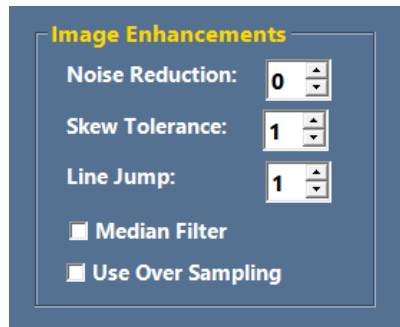 Image Enhancements
Noise Reduction: 0
Skew Tolerance: 1
Line Jump: 1
Median Filter
Use Over Sampling